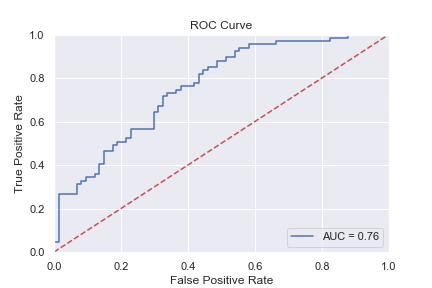 ROC Curve
1.0
0.8
0.6
0.4
0.2
0.0
True Positive Rate
AUC = 0.76
0.0 0.2 0.4 0.6 0.8 1.0
False Positive Rate